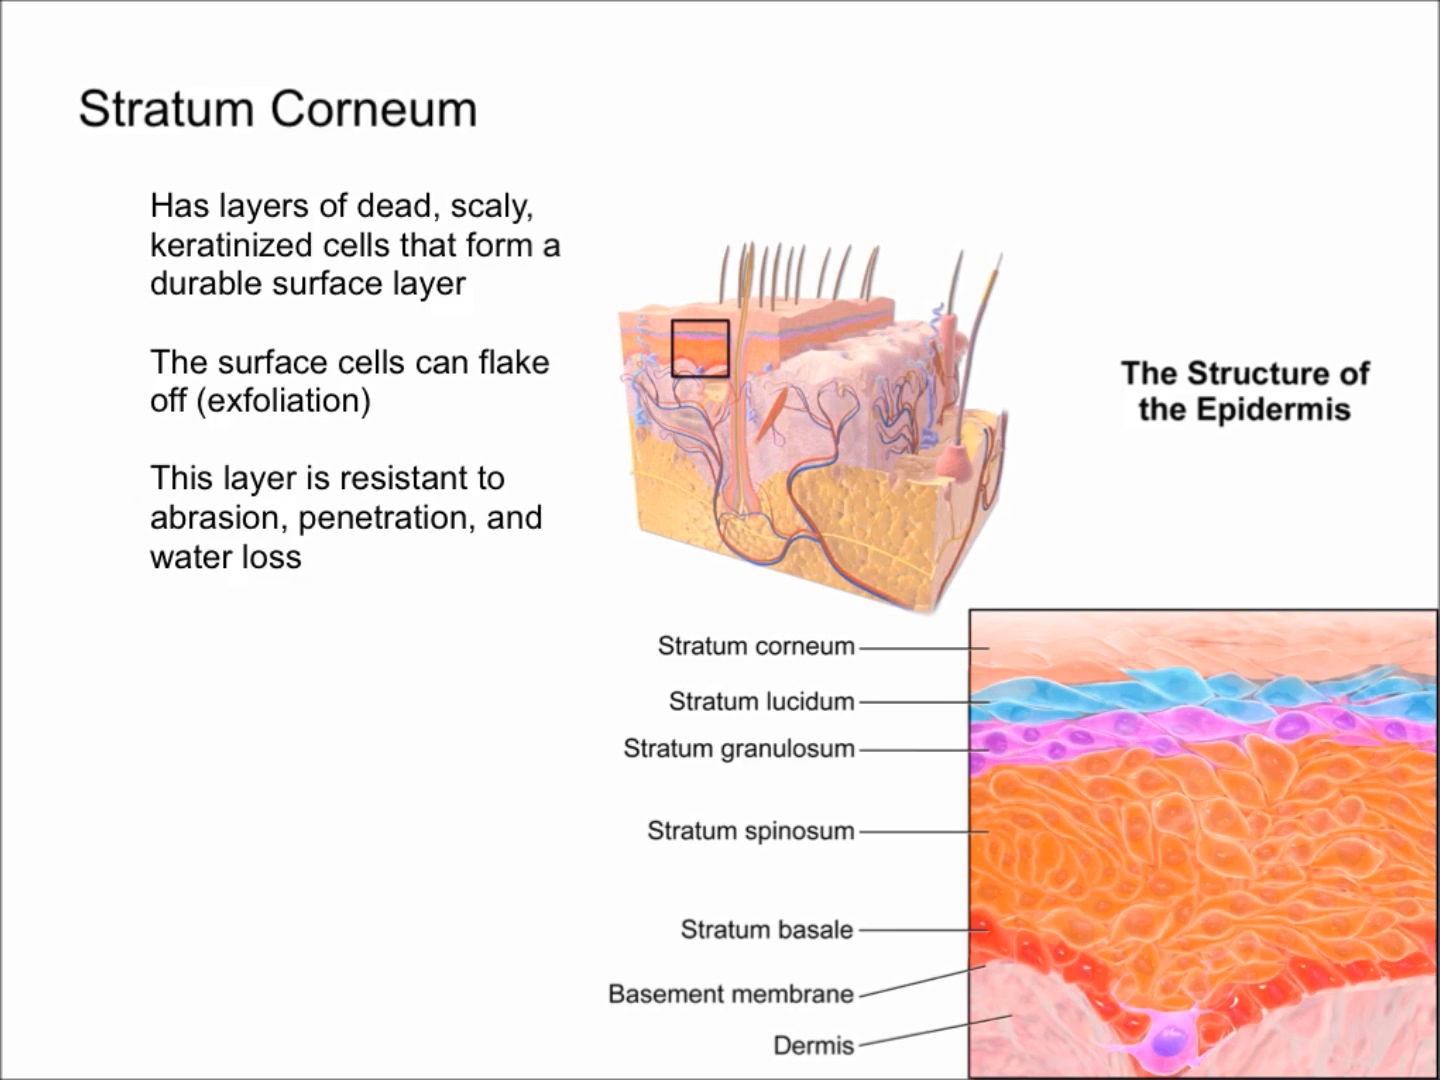 Stratum Corneum
Has layers of dead, scaly,
keratinized cells that form a
durable surface layer
The surface cells can flake
off (exfoliation)
This layer is resistant to
abrasion, penetration, and
water loss
The Structure of
the Epidermis
Stratum corneum
Stratum lucidum
Stratum granulosum
Stratum spinosum
Stratum basale
Basement membrane
Dermis